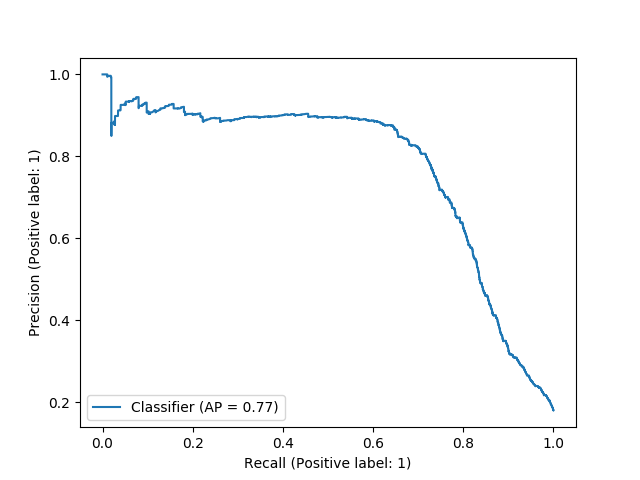 1.0
0.8
0.6
0.4
0.2
Precision (Positive label: 1)
Classifier (AP = 0.77)
0.0 0.2 0.4 0.6 0.8 1.0
Recall (Positive label: 1)